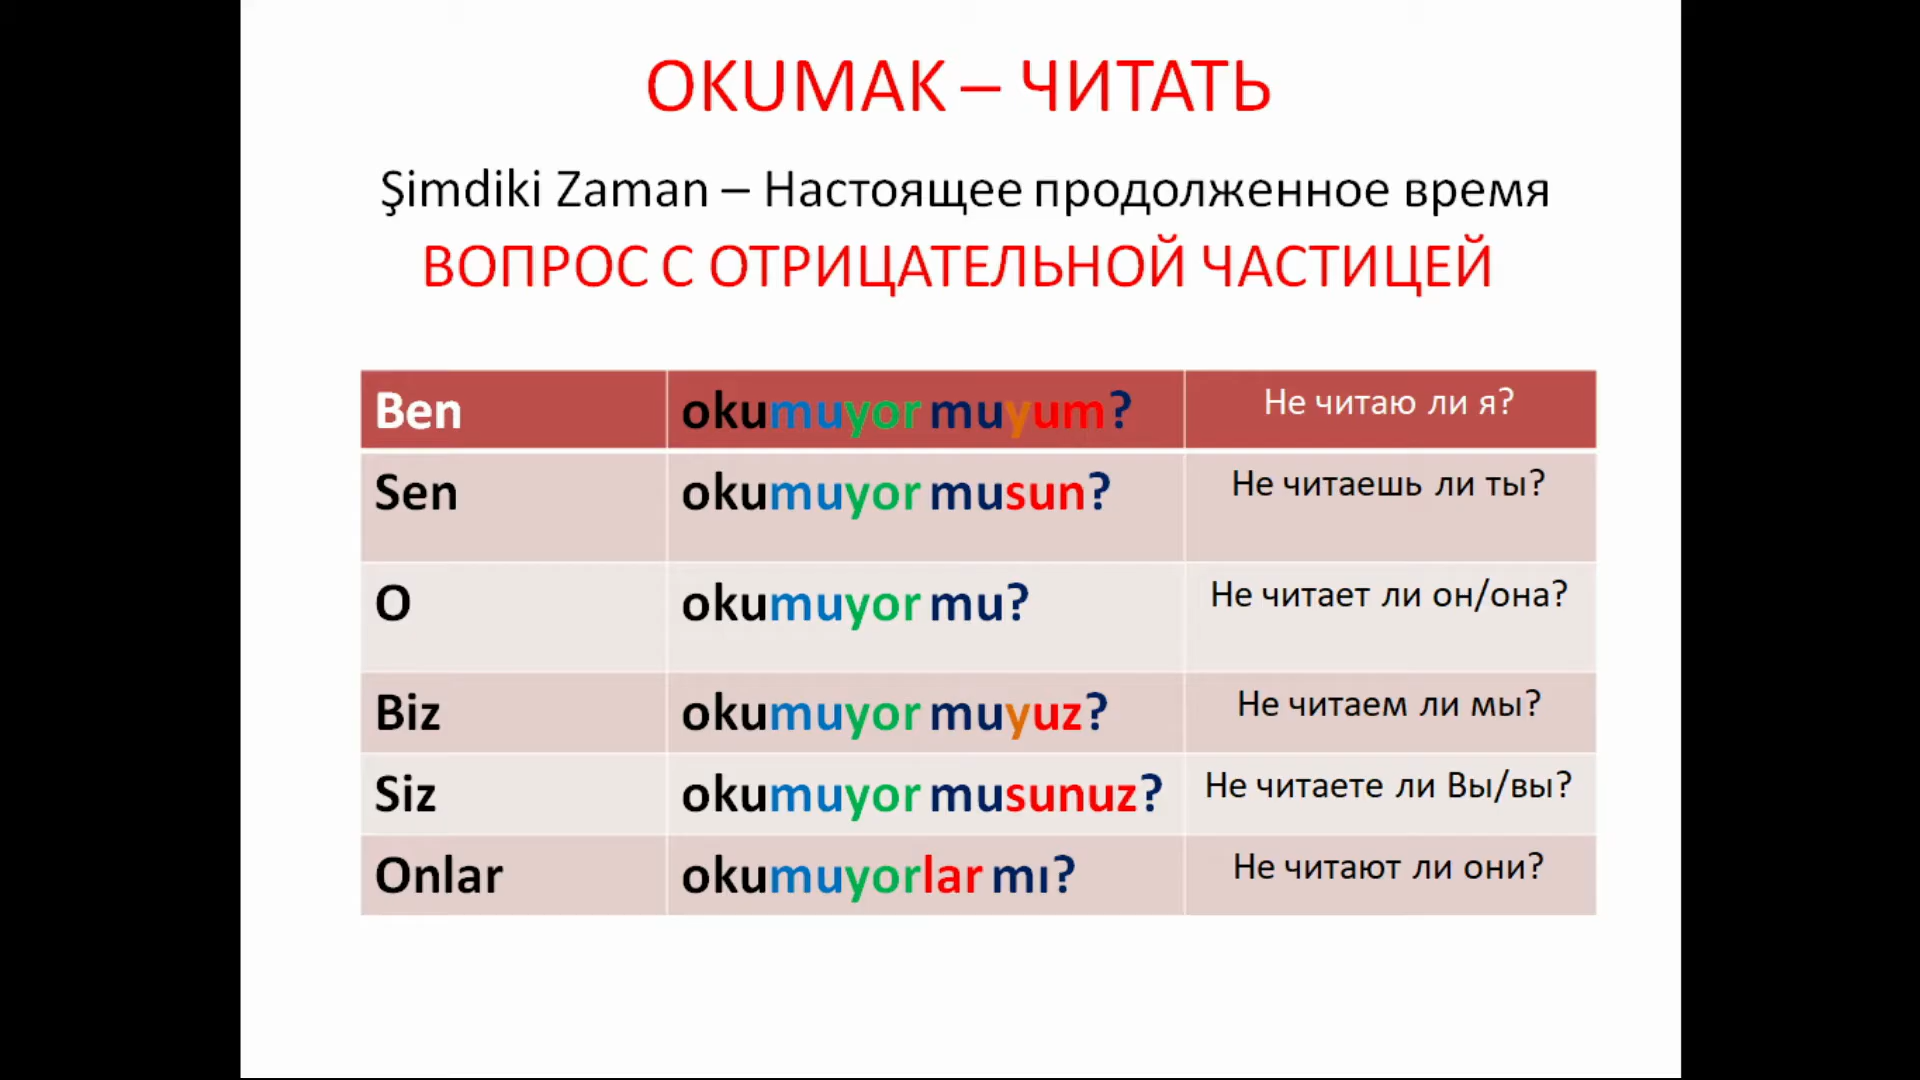 OKUMAK – ЧИТАТЬ
Şimdiki Zaman – Настоящее продолженное время
ВОПРОС С ОТРИЦАТЕЛЬНОЙ ЧАСТИЦЕЙ
Ben okumuyor muyum? Не читаю ли я?
Sen okumuyor musun? Не читаешь ли ты?
O okumuyor mu? Не читает ли он/она?
Biz okumuyor muyuz? Не читаем ли мы?
Siz okumuyor musunuz? Не читаете ли Вы/вы?
Onlar okumuyorlar mı? Не читают ли они?